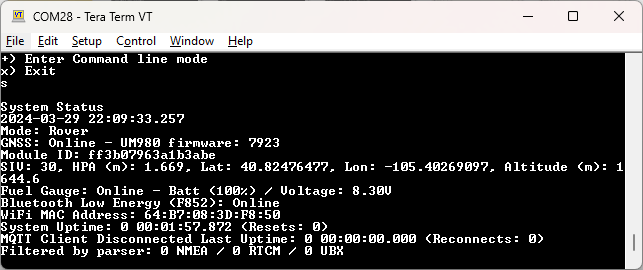 COM28 - Tera Term VT
File Edit Setup Control Window Help
+) Enter Command line mode
x) Exit
s
System Status
2024-03-29 22:09:33.257
Mode: Rover
GNSS: Online - UM980 firmware: 7923
Module ID: ff3b07963a1b3abe
SIV: 30, HPA (m): 1.669, Lat: 40.82476477, Lon: -105.40269097, Altitude (m): 1
644.6
Fuel Gauge: Online - Batt (100%) / Voltage: 8.30V
Bluetooth Low Energy (F852): Online
WiFi MAC Address: 64:B7:08:3D:F8:50
System Uptime: 0 00:01:57.872 (Resets: 0)
MQTT Client Disconnected Last Uptime: 0 00:00:00.000 (Reconnects: 0)
Filtered by parser: 0 NMEA / 0 RTCM / 0 UBX